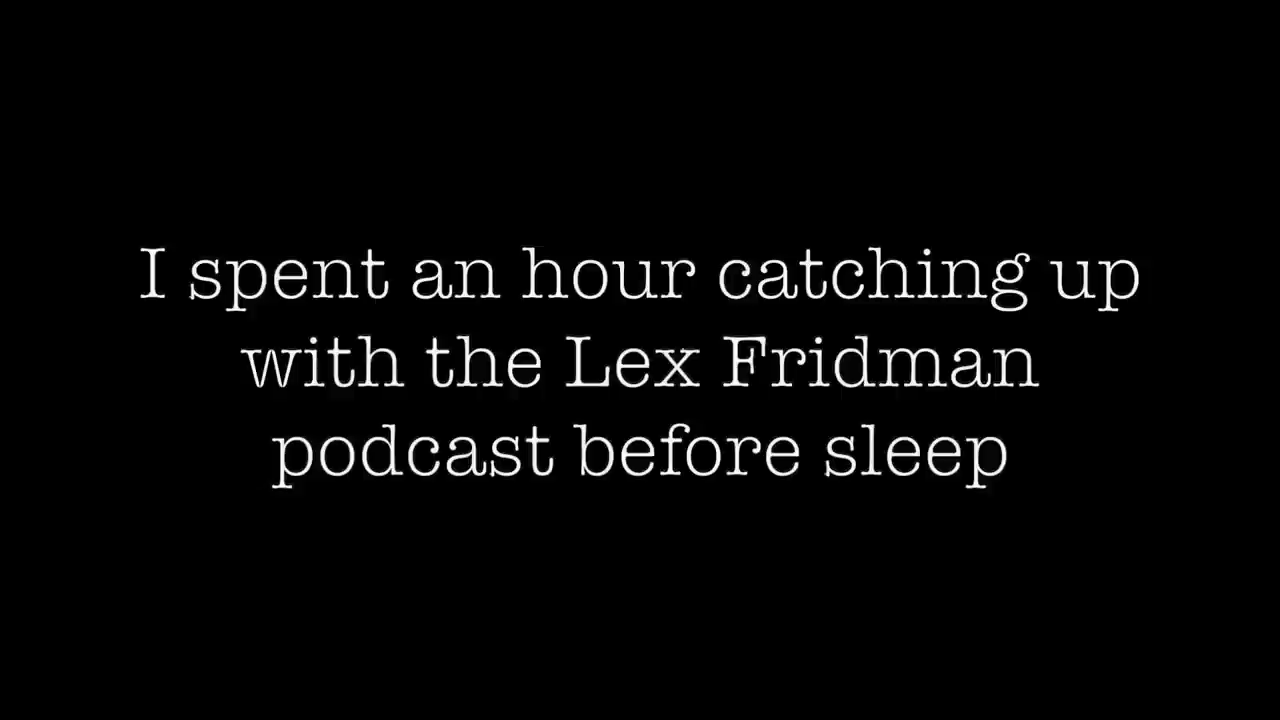 I spent an hour catching up
with the Lex Fridman
podcast before sleep